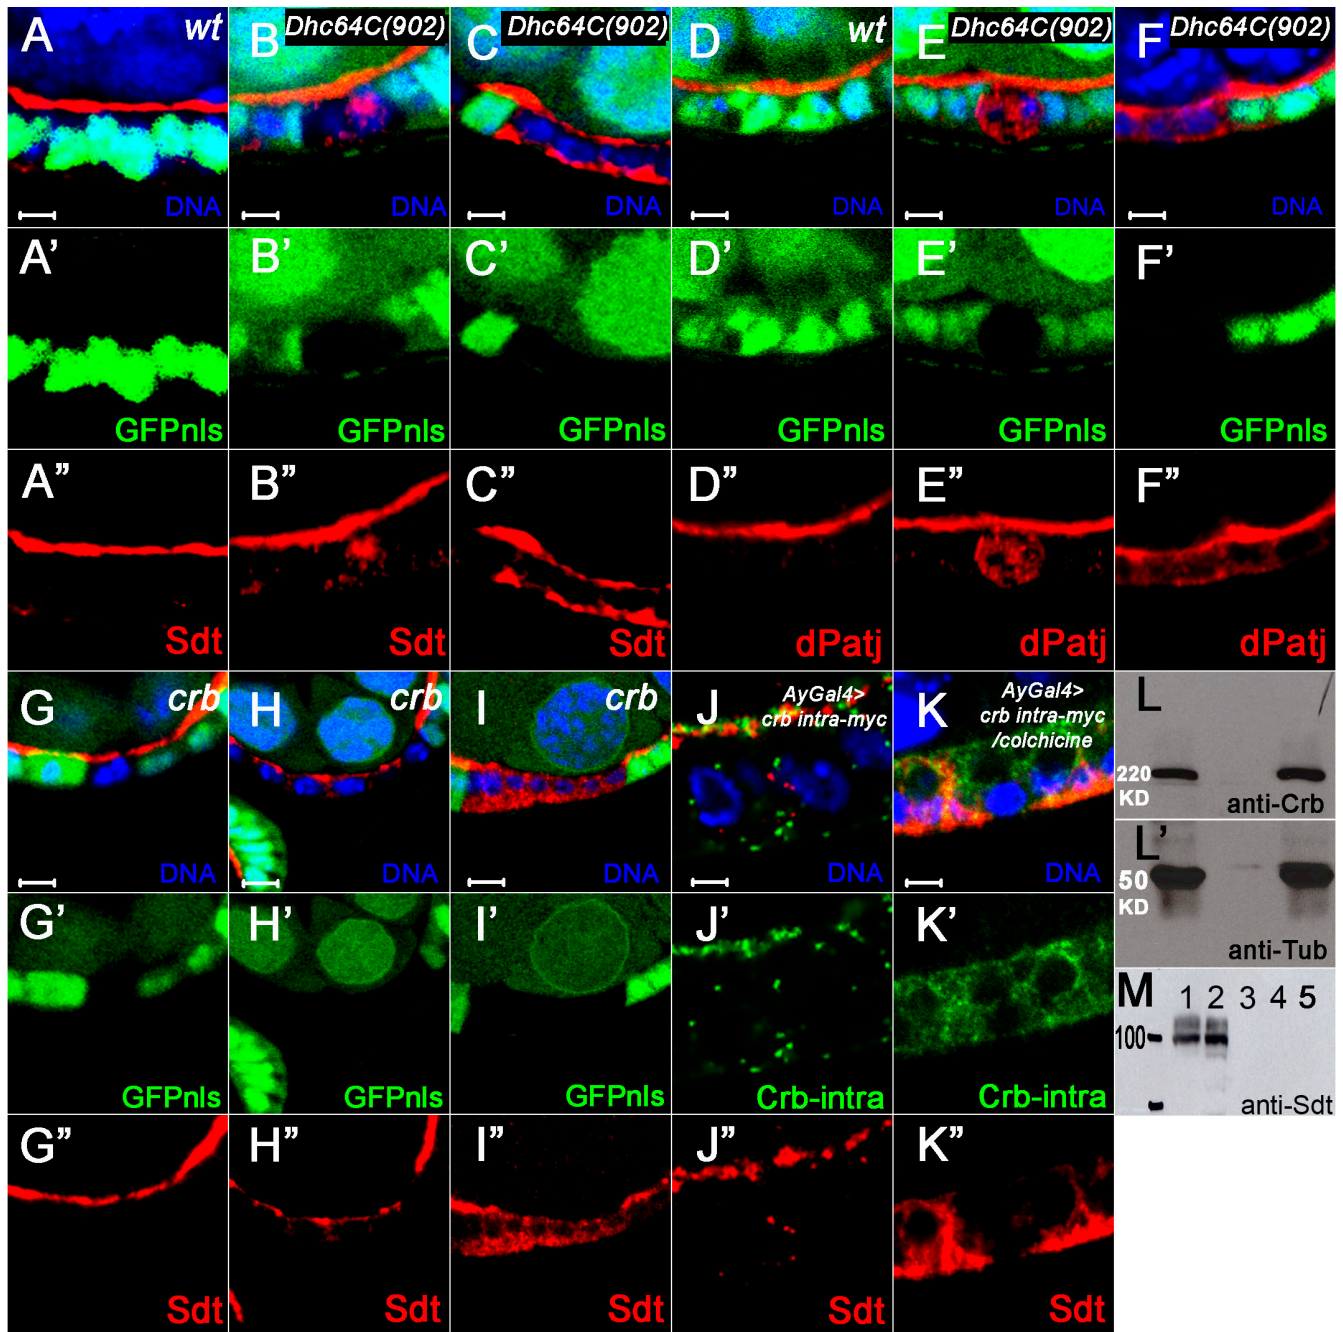 A wt
DNA
B Dhc64C(902)
DNA
C Dhc64C(902)
DNA
D wt
DNA
E Dhc64C(902)
DNA
F Dhc64C(902)
DNA
A’
GFPnls
B’
GFPnls
C’
GFPnls
D’
GFPnls
E’
GFPnls
F’
GFPnls
A”
Sdt
B”
Sdt
C”
Sdt
D”
dPatj
E”
dPatj
F”
dPatj
G crb
DNA
H crb
DNA
I crb
DNA
J AyGal4>
crb intra-myc
DNA
K AyGal4>
crb intra-myc
/colchicine
DNA
L
220
KD
anti-Crb
L’
50
KD
anti-Tub
M 1 2 3 4 5
100
anti-Sdt
G’
GFPnls
H’
GFPnls
I’
GFPnls
J’
Crb-intra
K’
Crb-intra
G”
Sdt
H”
Sdt
I”
Sdt
J”
Sdt
K”
Sdt